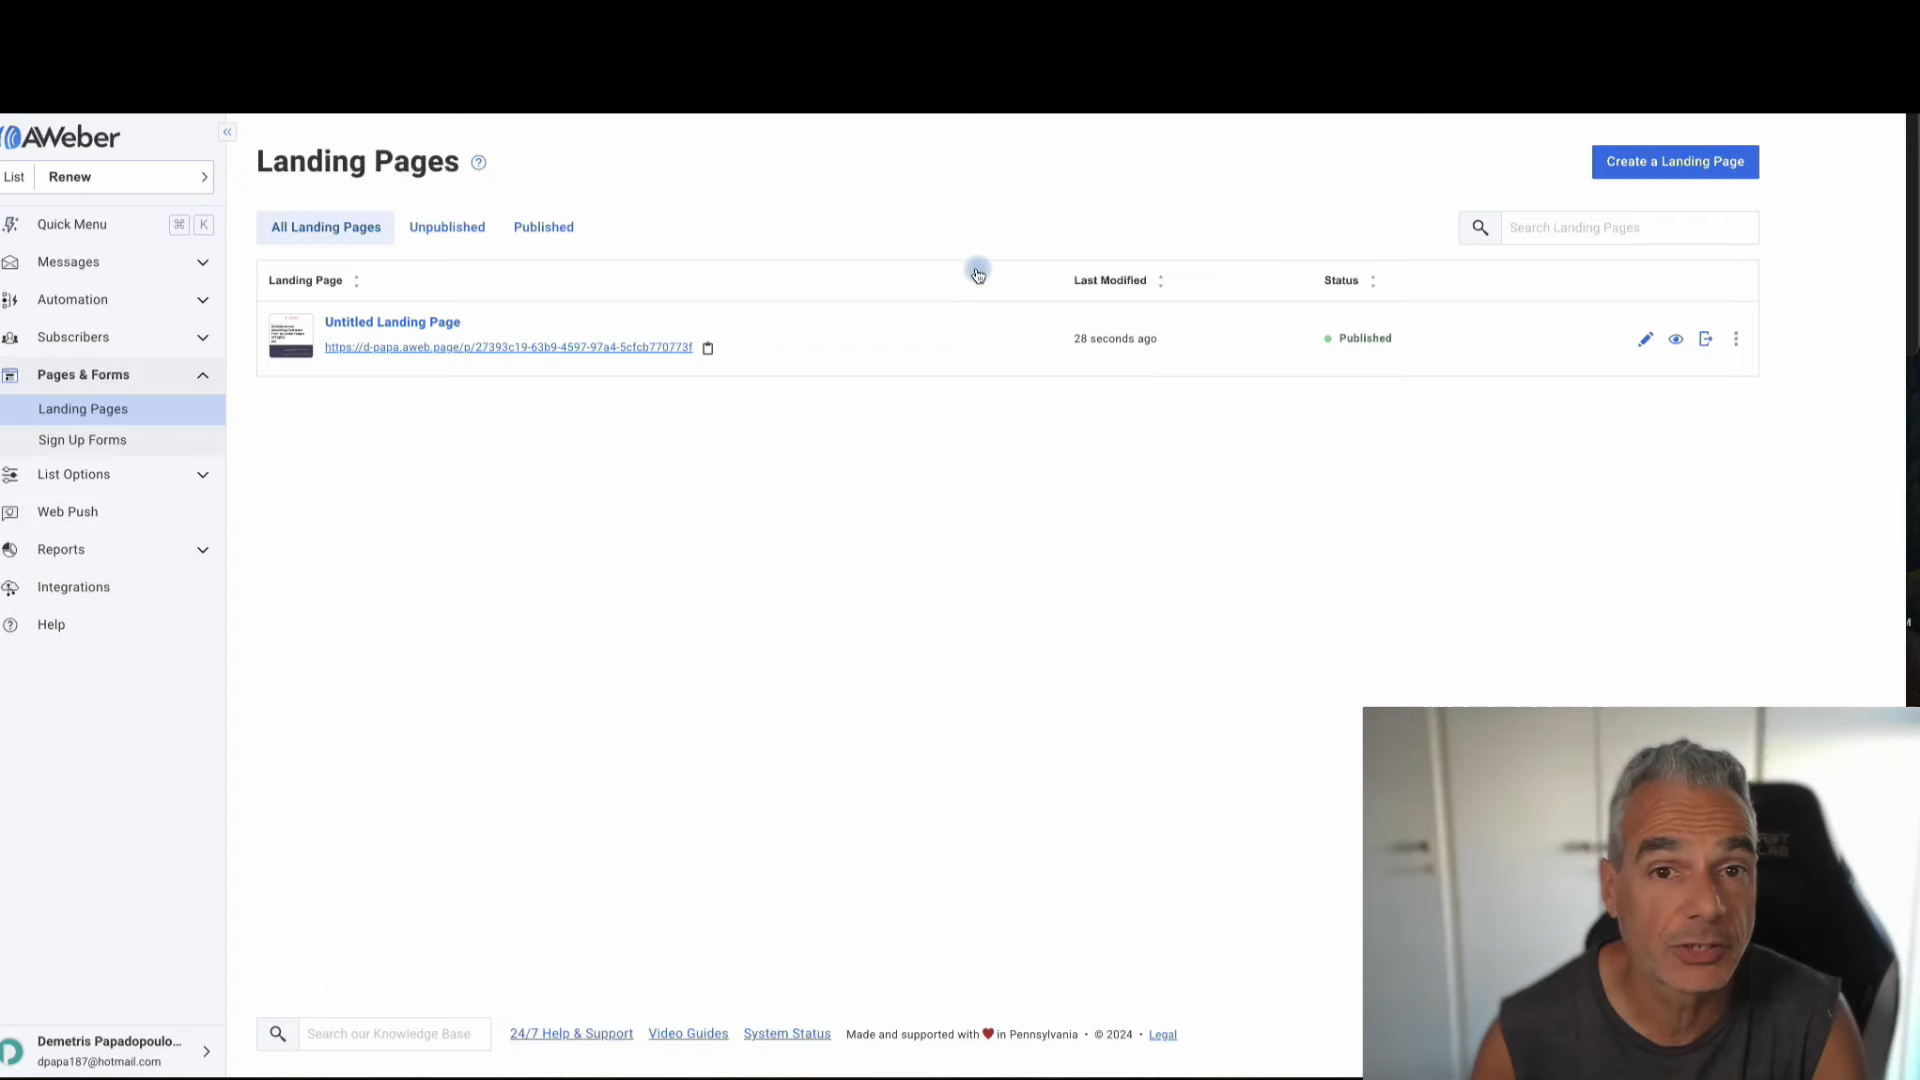 AWeber
List Renew
Quick Menu ⌘ K
Messages
Automation
Subscribers
Pages & Forms
Landing Pages
Sign Up Forms
List Options
Web Push
Reports
Integrations
Help
Demetris Papadopoulo...
dpapa187@hotmail.com
Landing Pages
Create a Landing Page
All Landing Pages Unpublished Published
Search Landing Pages
Landing Page Last Modified Status
Untitled Landing Page
https://d-papa.aweb.page/p/27393c19-63b9-4597-97a4-5cfcb770773f
28 seconds ago
Published
Search our Knowledge Base
24/7 Help & Support Video Guides System Status Made and supported with ❤ in Pennsylvania • © 2024 • Legal